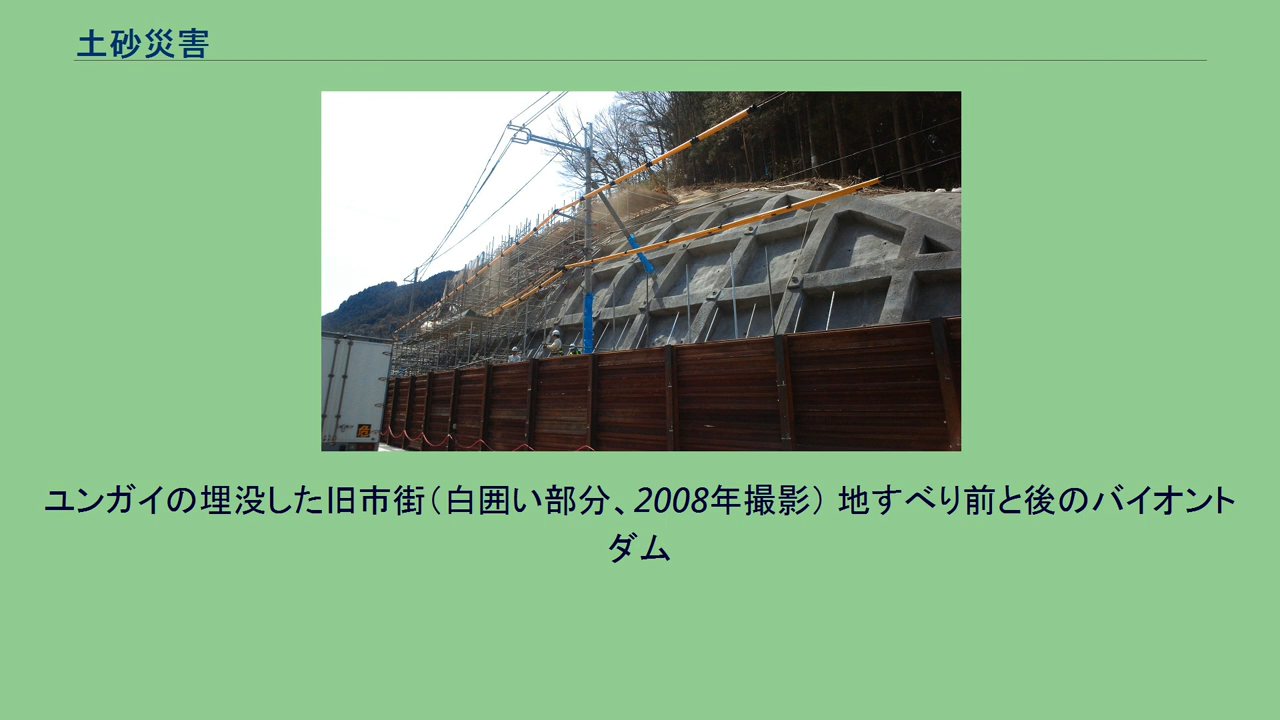 土砂災害
危
ユンガイの埋没した旧市街（白囲い部分、2008年撮影） 地すべり前と後のバイオント
ダム